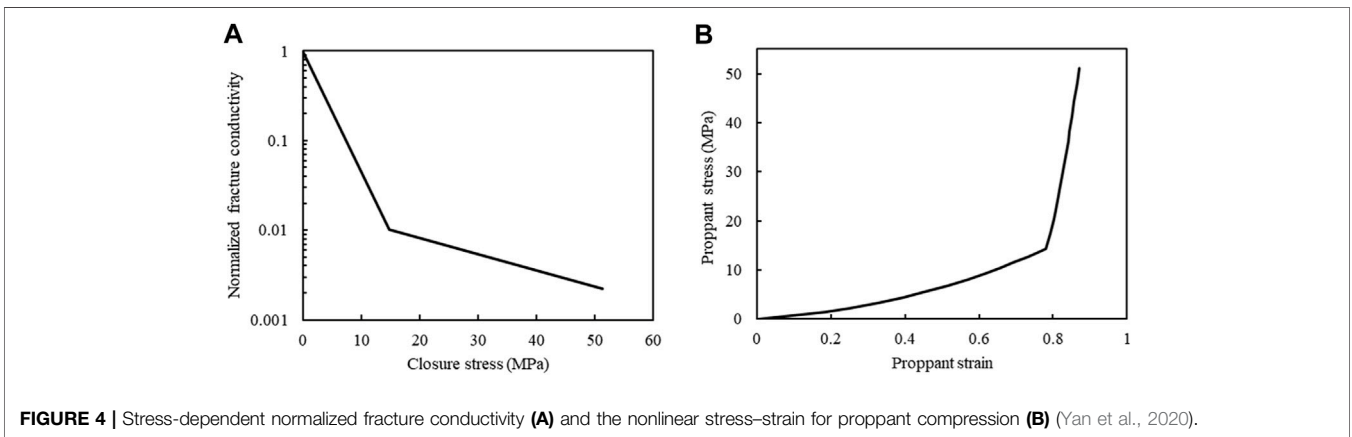 A
Normalized fracture conductivity
1
0.1
0.01
0.001
0 10 20 30 40 50 60
Closure stress (MPa)
B
Proppant stress (MPa)
50
40
30
20
10
0
0 0.2 0.4 0.6 0.8 1
Proppant strain
FIGURE 4 | Stress-dependent normalized fracture conductivity (A) and the nonlinear stress–strain for proppant compression (B) (Yan et al., 2020).